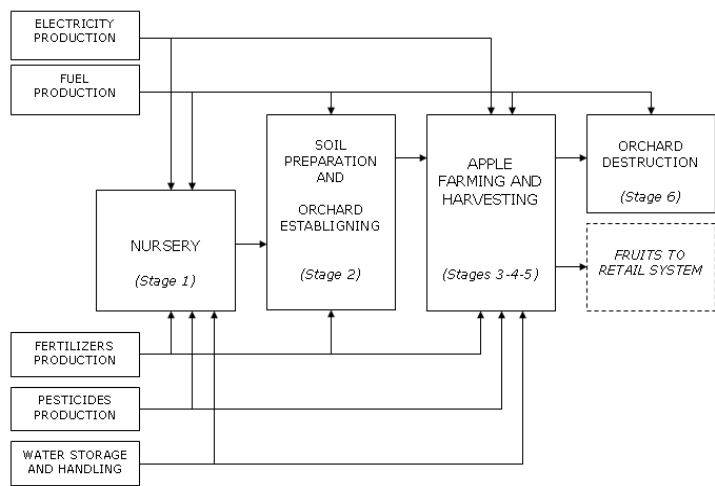 ELECTRICITY
PRODUCTION
FUEL
PRODUCTION
NURSERY
(Stage 1)
SOIL
PREPARATION
AND
ORCHARD
ESTABLIGNING
(Stage 2)
APPLE
FARMING AND
HARVESTING
(Stages 3-4-5)
ORCHARD
DESTRUCTION
(Stage 6)
FRUITS TO
RETAIL SYSTEM
FERTILIZERS
PRODUCTION
PESTICIDES
PRODUCTION
WATER STORAGE
AND HANDLING